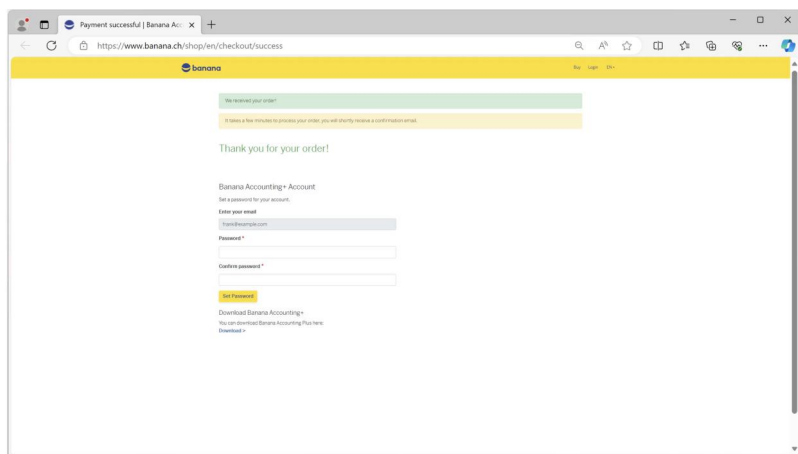 Payment successful | Banana Acc
https://www.banana.ch/shop/en/checkout/success
banana
Buy Login EN
We received your order!
It takes a few minutes to process your order, you will shortly receive a confirmation email.
Thank you for your order!
Banana Accounting+ Account
Set a password for your account.
Enter your email
frank@example.com
Password *
Confirm password *
Set Password
Download Banana Accounting+
You can download Banana Accounting Plus here.
Download >